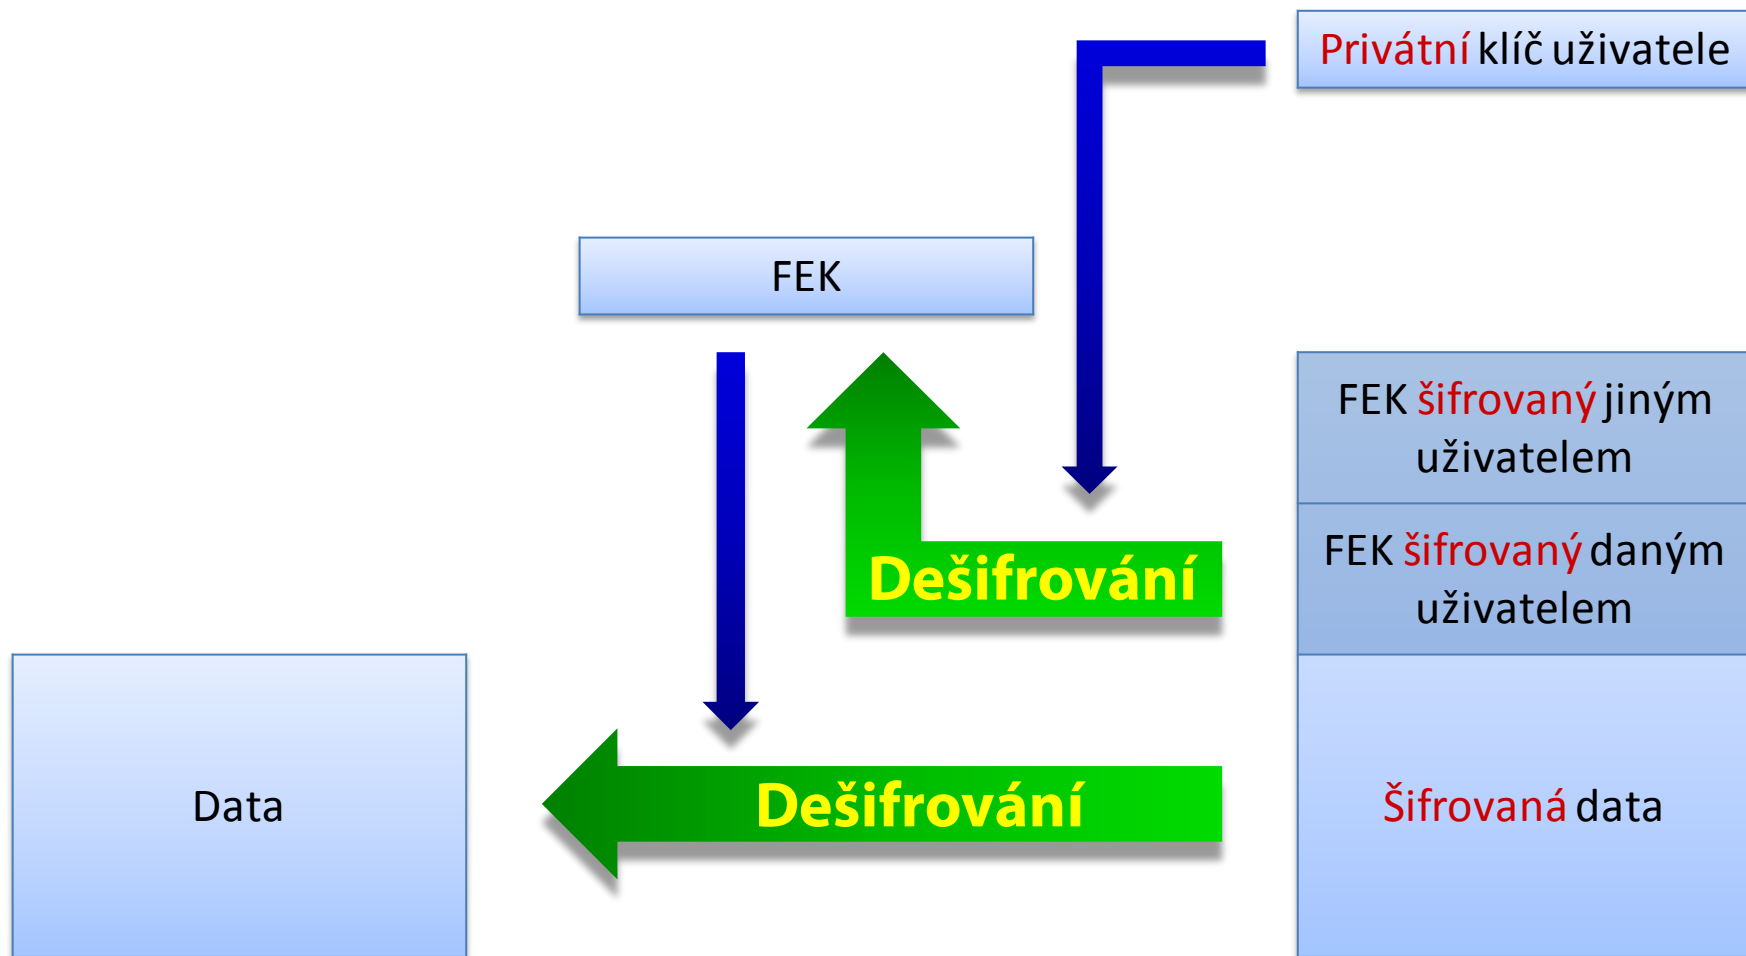 Privátní klíč uživatele
FEK
FEK šifrovaný jiným
uživatelem
FEK šifrovaný daným
uživatelem
Dešifrování
Data
Dešifrování
Šifrovaná data